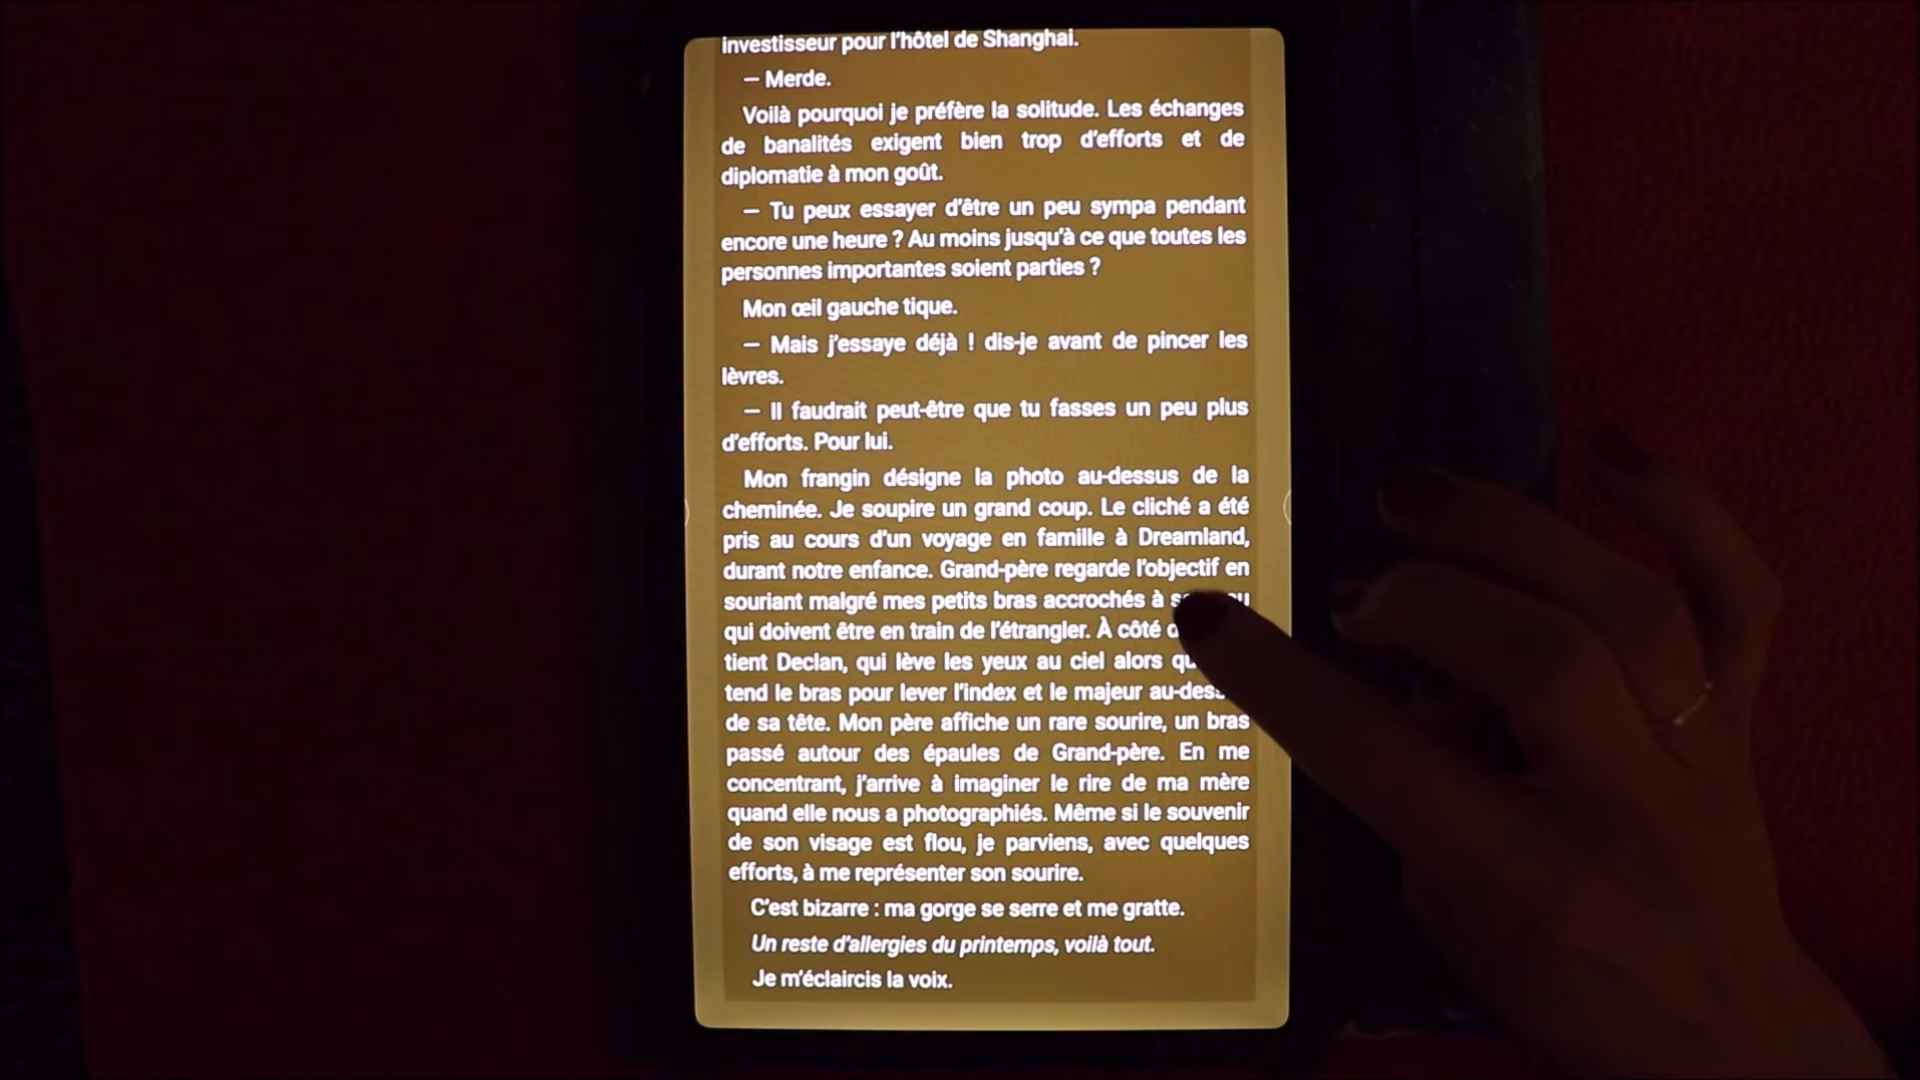 investisseur pour l'hôtel de Shanghai.
– Merde.
Voilà pourquoi je préfère la solitude. Les échanges
de banalités exigent bien trop d'efforts et de
diplomatie à mon goût.
– Tu peux essayer d'être un peu sympa pendant
encore une heure ? Au moins jusqu'à ce que toutes les
personnes importantes soient parties ?
Mon œil gauche tique.
– Mais j'essaye déjà ! dis-je avant de pincer les
lèvres.
– Il faudrait peut-être que tu fasses un peu plus
d'efforts. Pour lui.
Mon frangin désigne la photo au-dessus de la
cheminée. Je soupire un grand coup. Le cliché a été
pris au cours d'un voyage en famille à Dreamland,
durant notre enfance. Grand-père regarde l'objectif en
souriant malgré mes petits bras accrochés à
qui doivent être en train de l'étrangler. À côté
tient Declan, qui lève les yeux au ciel alors
tend le bras pour lever l'index et le majeur
de sa tête. Mon père affiche un rare sourire, un bras
passé autour des épaules de Grand-père. En me
concentrant, j'arrive à imaginer le rire de ma mère
quand elle nous a photographiés. Même si le souvenir
de son visage est flou, je parviens, avec quelques
efforts, à me représenter son sourire.
C'est bizarre : ma gorge se serre et me gratte.
Un reste d'allergies du printemps, voilà tout.
Je m'éclaircis la voix.